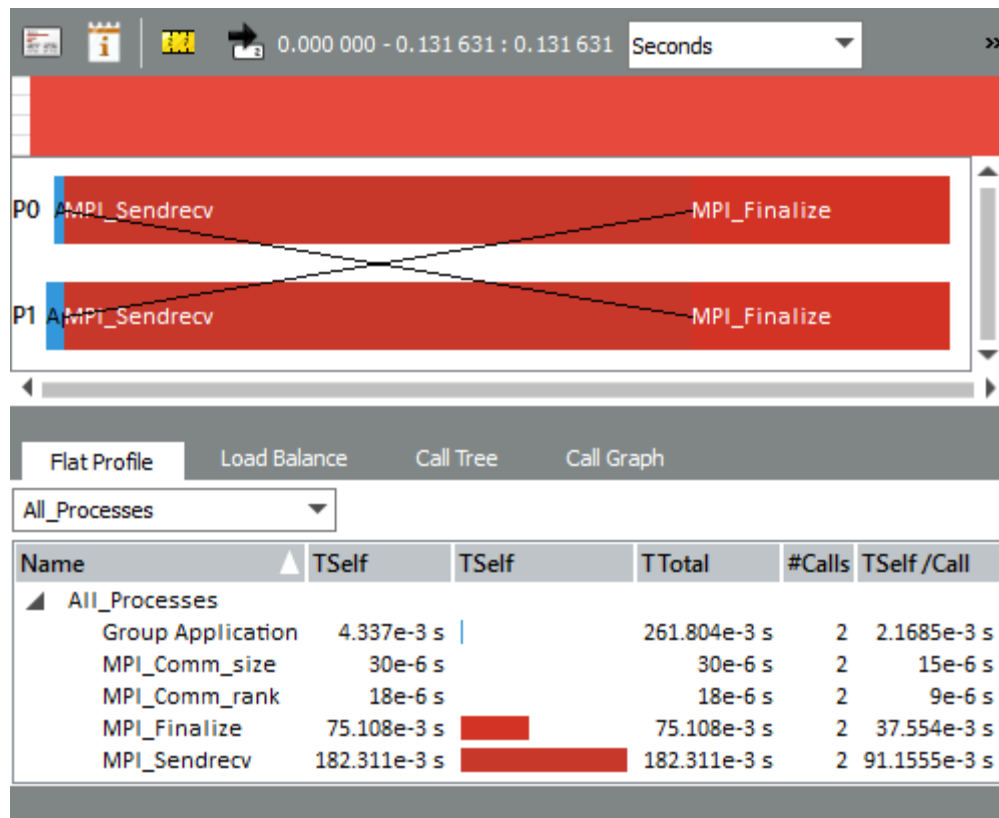 0.000 000 - 0.131 631 : 0.131 631 Seconds »
P0 A MPI_Sendrecv MPI_Finalize
P1 Ap MPI_Sendrecv MPI_Finalize
Flat Profile Load Balance Call Tree Call Graph
All_Processes
Name TSelf TSelf TTotal #Calls TSelf /Call
All_Processes
Group Application 4.337e-3 s 261.804e-3 s 2 2.1685e-3 s
MPI_Comm_size 30e-6 s 30e-6 s 2 15e-6 s
MPI_Comm_rank 18e-6 s 18e-6 s 2 9e-6 s
MPI_Finalize 75.108e-3 s 75.108e-3 s 2 37.554e-3 s
MPI_Sendrecv 182.311e-3 s 182.311e-3 s 2 91.1555e-3 s